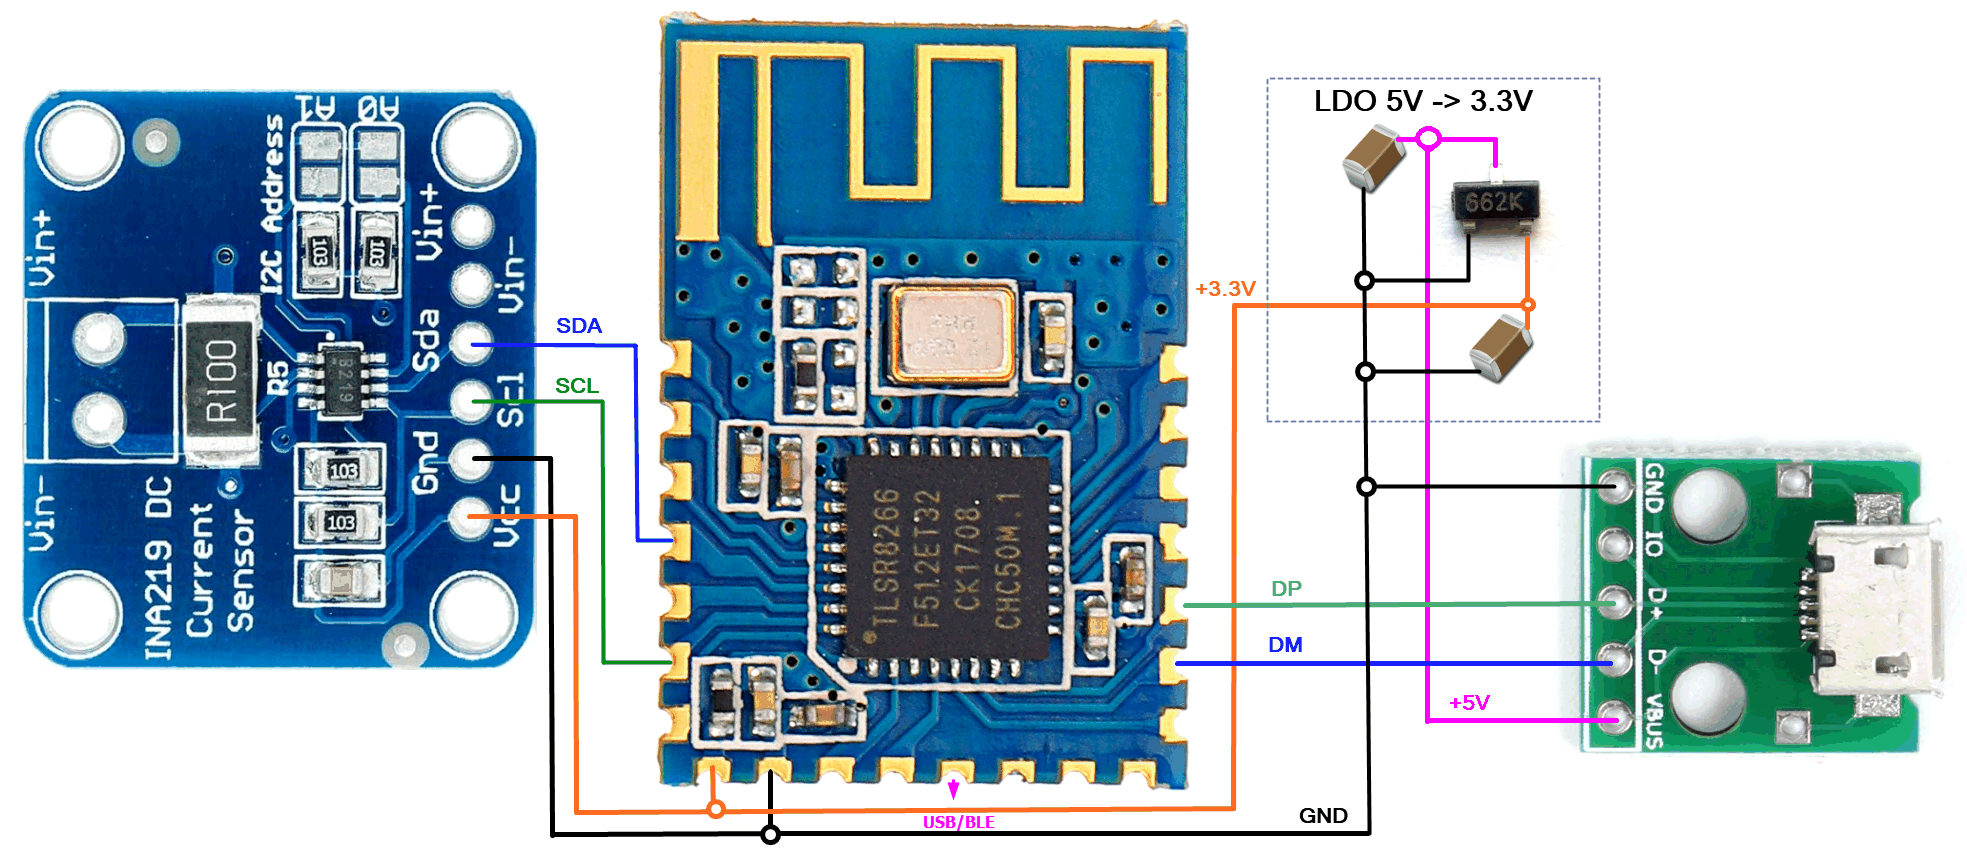 A1
A0
I2C Address
103
103
Vin+
Vin+
Vin-
R100
R5
B219
Sda
Scl
Gnd
Vcc
103
103
Vin-
INA219 DC
Current
Sensor
SDA
SCL
TLSR8266
F512ET32
CK1708.
CHC50M.1
USB/BLE
LDO 5V -> 3.3V
662K
+3.3V
DP
DM
+5V
GND
GND
IO
D+
D-
VBUS